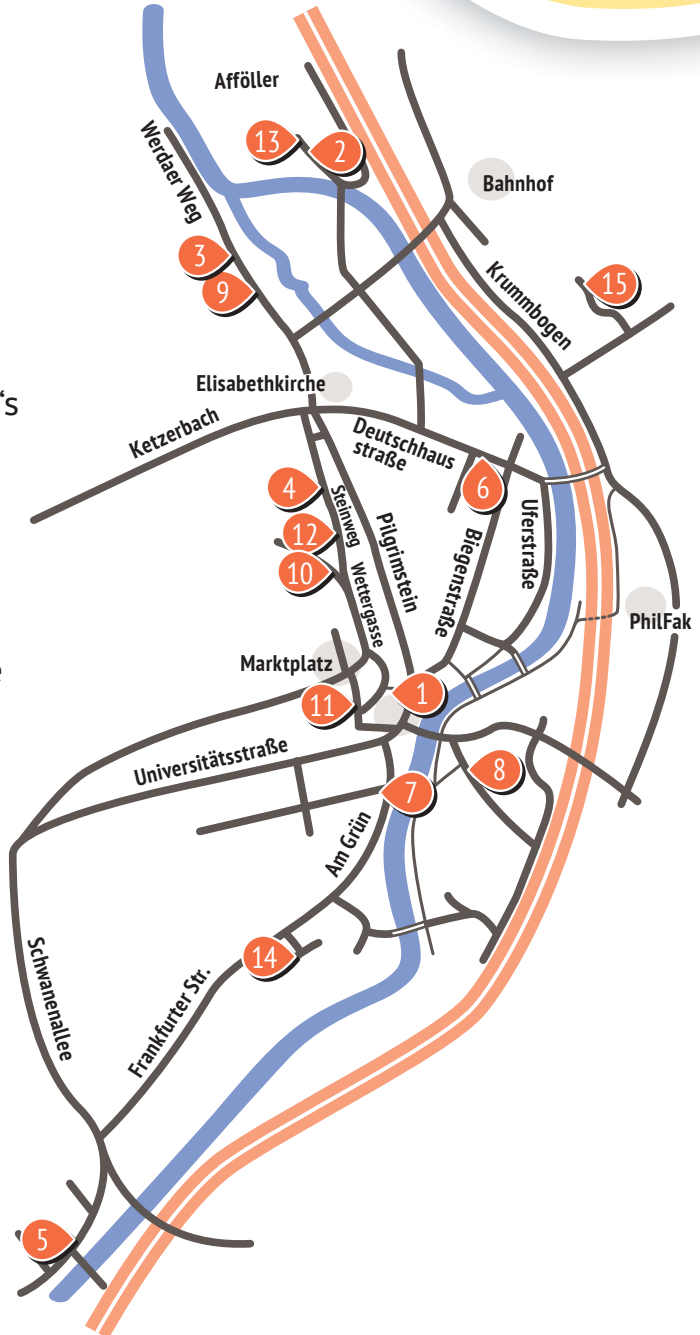 Afföller
13
2
Werdaer Weg
Bahnhof
3
9
15
Krummbogen
Elisabethkirche
‘s
Ketzerbach
Deutschhaus
straße
4
Steinweg
6
12
10
Wettergasse
Pilgrimstein
Biegenstraße
Uferstraße
PhilFak
Marktplatz
e
11
1
Universitätsstraße
8
7
Am Grün
14
Schwanenallee
Frankfurter Str.
5